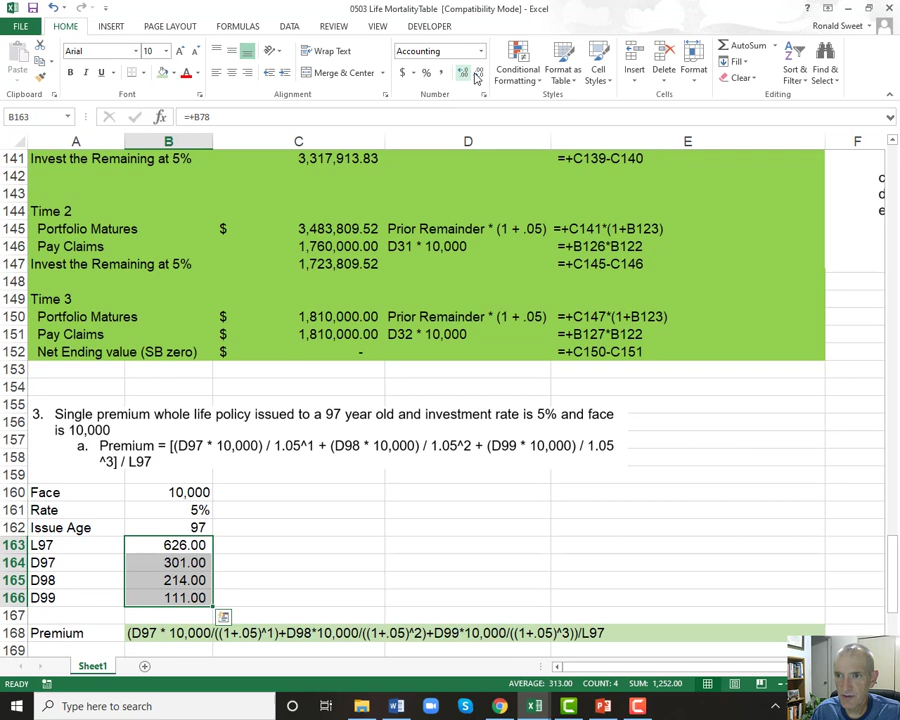 0503 Life MortalityTable [Compatibility Mode] - Excel
FILE HOME INSERT PAGE LAYOUT FORMULAS DATA REVIEW VIEW DEVELOPER Ronald Sweet
Paste Arial 10 Wrap Text Accounting AutoSum
B I U Merge & Center $ % , Conditional Formatting Format as Table Cell Styles Insert Delete Format Fill Clear Sort & Filter Find & Select
Clipboard Font Alignment Number Styles Cells Editing
B163 =+B78
A B C D E F
141 Invest the Remaining at 5% 3,317,913.83 =+C139-C140
142
143
144 Time 2
145 Portfolio Matures $ 3,483,809.52 Prior Remainder * (1 + .05) =+C141*(1+B123)
146 Pay Claims 1,760,000.00 D31 * 10,000 =+B126*B122
147 Invest the Remaining at 5% 1,723,809.52 =+C145-C146
148
149 Time 3
150 Portfolio Matures $ 1,810,000.00 Prior Remainder * (1 + .05) =+C147*(1+B123)
151 Pay Claims $ 1,810,000.00 D32 * 10,000 =+B127*B122
152 Net Ending value (SB zero) $ - =+C150-C151
153
154
155
156
157
158
3. Single premium whole life policy issued to a 97 year old and investment rate is 5% and face
is 10,000
a. Premium = [(D97 * 10,000) / 1.05^1 + (D98 * 10,000) / 1.05^2 + (D99 * 10,000) / 1.05
^3] / L97
159
160 Face 10,000
161 Rate 5%
162 Issue Age 97
163 L97 626.00
164 D97 301.00
165 D98 214.00
166 D99 111.00
167
168 Premium (D97 * 10,000/((1+.05)^1)+D98*10,000/((1+.05)^2)+D99*10,000/((1+.05)^3))/L97
169
Sheet1
READY AVERAGE: 313.00 COUNT: 4 SUM: 1,252.00
Type here to search